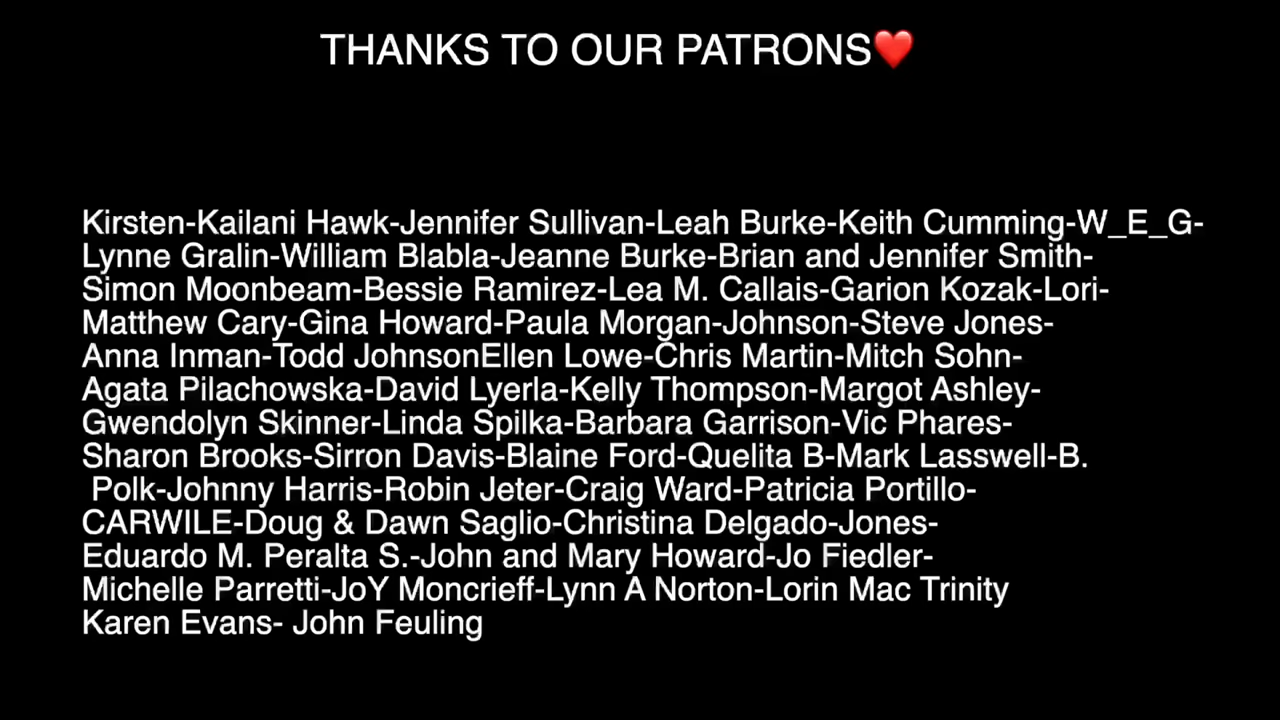 THANKS TO OUR PATRONS❤️
Kirsten-Kailani Hawk-Jennifer Sullivan-Leah Burke-Keith Cumming-W_E_G-
Lynne Gralin-William Blabla-Jeanne Burke-Brian and Jennifer Smith-
Simon Moonbeam-Bessie Ramirez-Lea M. Callais-Garion Kozak-Lori-
Matthew Cary-Gina Howard-Paula Morgan-Johnson-Steve Jones-
Anna Inman-Todd JohnsonEllen Lowe-Chris Martin-Mitch Sohn-
Agata Pilachowska-David Lyerla-Kelly Thompson-Margot Ashley-
Gwendolyn Skinner-Linda Spilka-Barbara Garrison-Vic Phares-
Sharon Brooks-Sirron Davis-Blaine Ford-Quelita B-Mark Lasswell-B.
Polk-Johnny Harris-Robin Jeter-Craig Ward-Patricia Portillo-
CARWILE-Doug & Dawn Saglio-Christina Delgado-Jones-
Eduardo M. Peralta S.-John and Mary Howard-Jo Fiedler-
Michelle Parretti-JoY Moncrieff-Lynn A Norton-Lorin Mac Trinity
Karen Evans- John Feuling